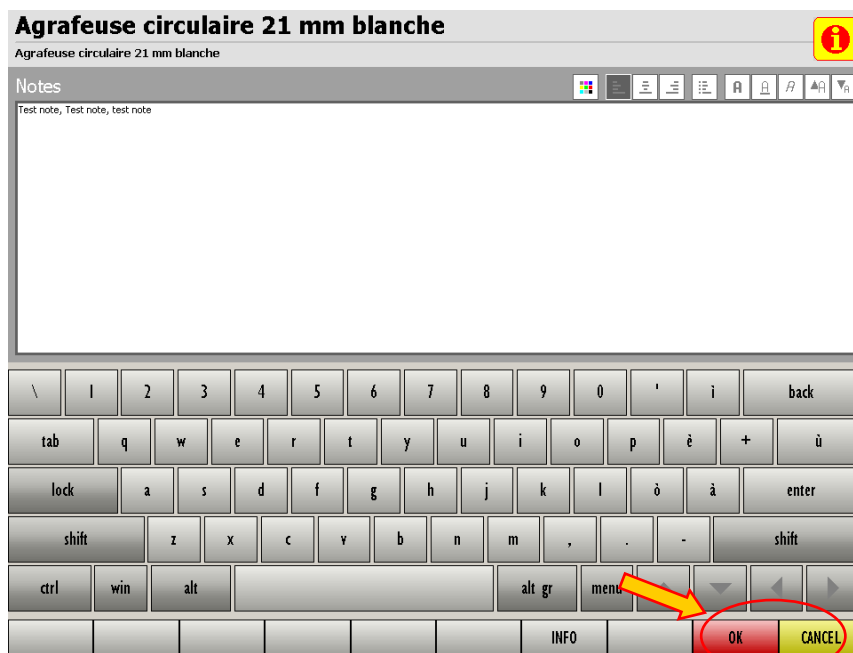 Agrafeuse circulaire 21 mm blanche
Agrafeuse circulaire 21 mm blanche
i
Notes
A A A A A
Test note, Test note, test note
\ 1 2 3 4 5 6 7 8 9 0 ' ì back
tab q w e r t y u i o p è + ù
lock a s d f g h j k l ò à enter
shift z x c v b n m , . - shift
ctrl win alt alt gr menu
INFO OK CANCEL